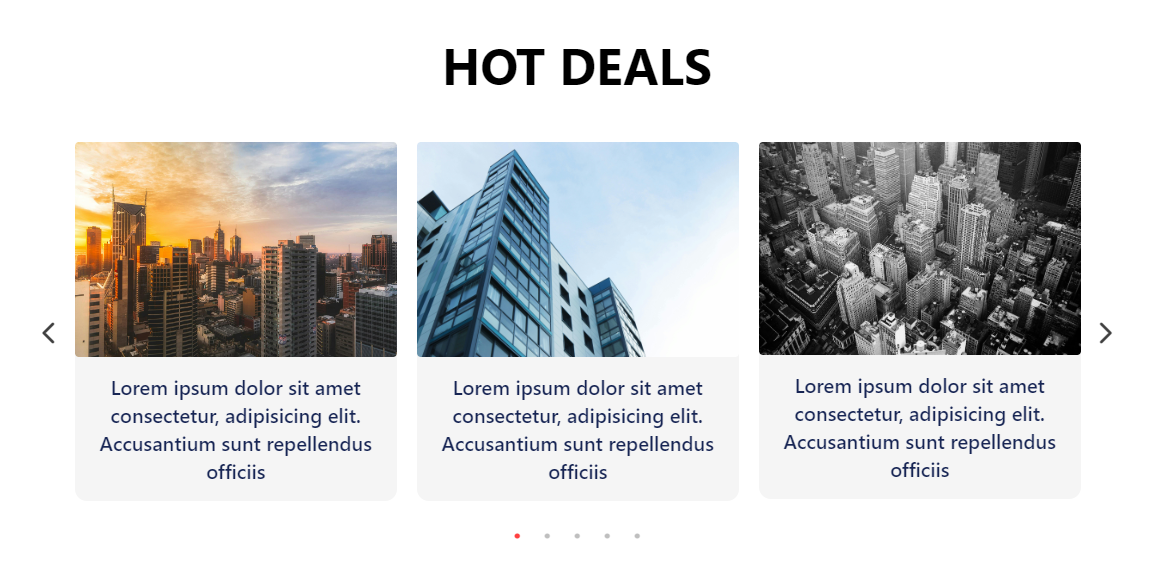 HOT DEALS
Lorem ipsum dolor sit amet
consectetur, adipisicing elit.
Accusantium sunt repellendus
officiis
Lorem ipsum dolor sit amet
consectetur, adipisicing elit.
Accusantium sunt repellendus
officiis
Lorem ipsum dolor sit amet
consectetur, adipisicing elit.
Accusantium sunt repellendus
officiis